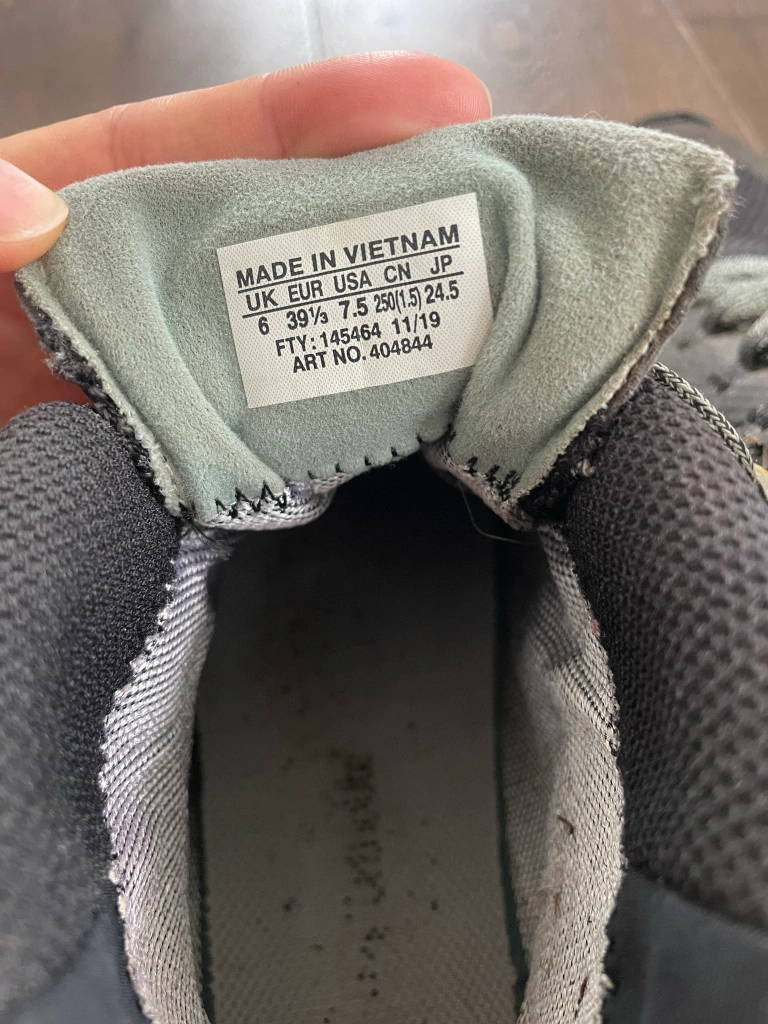 MADE IN VIETNAM
UK EUR USA CN JP
6 39⅓ 7.5 250(1.5) 24.5
FTY: 145464 11/19
ART NO. 404844